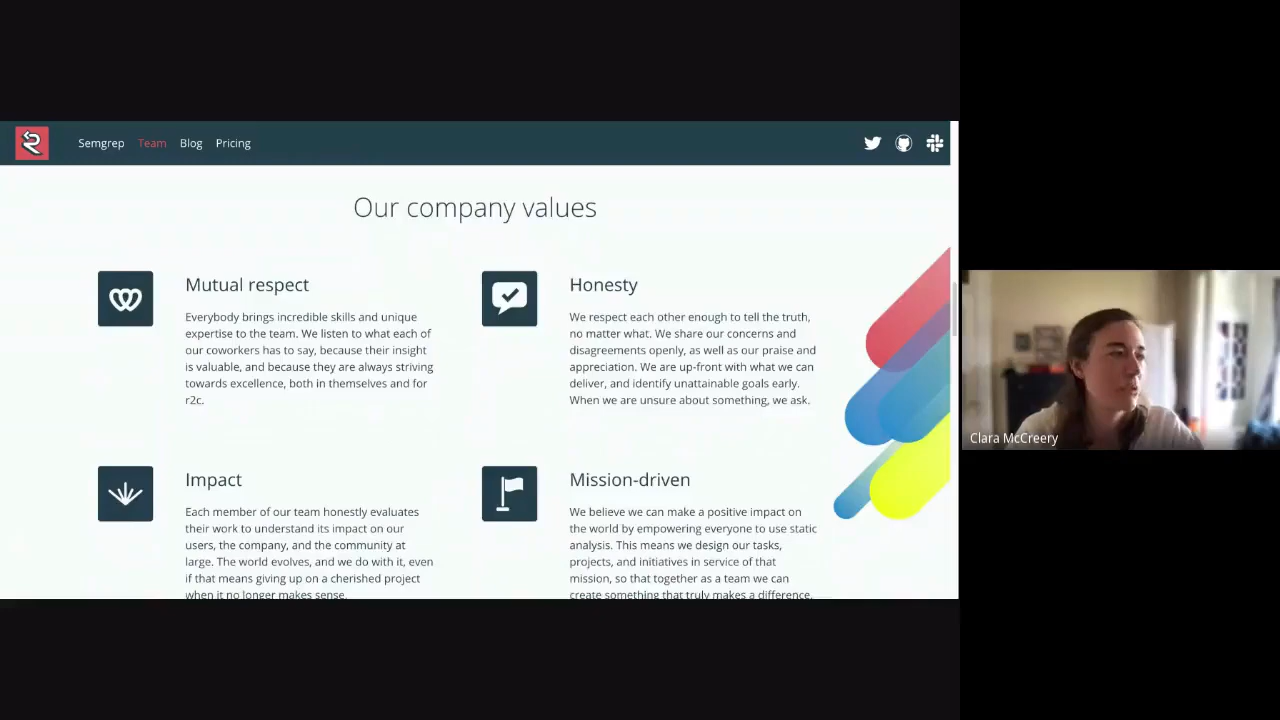 Semgrep Team Blog Pricing
Our company values
Mutual respect
Everybody brings incredible skills and unique
expertise to the team. We listen to what each of
our coworkers has to say, because their insight
is valuable, and because they are always striving
towards excellence, both in themselves and for
r2c.
Honesty
We respect each other enough to tell the truth,
no matter what. We share our concerns and
disagreements openly, as well as our praise and
appreciation. We are up-front with what we can
deliver, and identify unattainable goals early.
When we are unsure about something, we ask.
Impact
Each member of our team honestly evaluates
their work to understand its impact on our
users, the company, and the community at
large. The world evolves, and we do with it, even
if that means giving up on a cherished project
when it no longer makes sense.
Mission-driven
We believe we can make a positive impact on
the world by empowering everyone to use static
analysis. This means we design our tasks,
projects, and initiatives in service of that
mission, so that together as a team we can
create something that truly makes a difference.
Clara McCreery